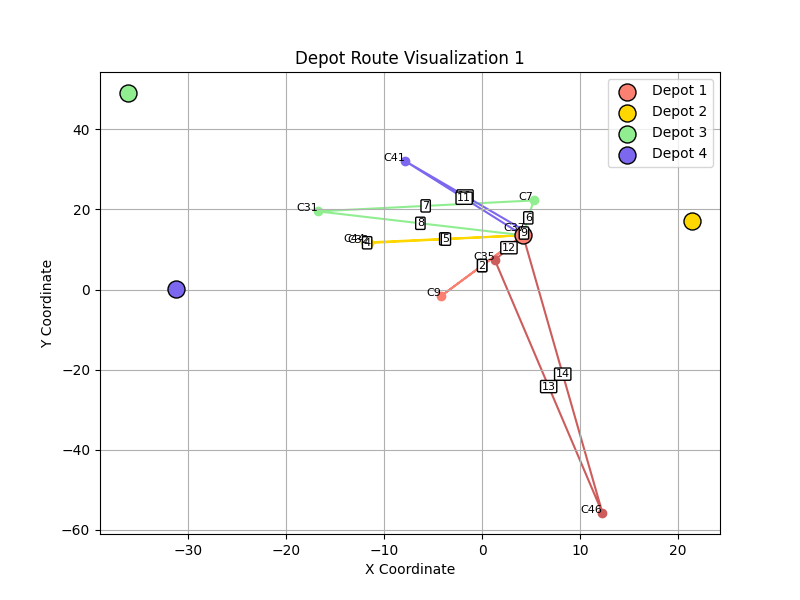 Depot Route Visualization 1
Depot 1
Depot 2
Depot 3
Depot 4
Y Coordinate
40
20
0
−20
−40
−60
C41
11
C7
C31
7
6
8
9
5
4
12
C35
2
C9
14
13
C46
−30
−20
−10
0
10
20
X Coordinate